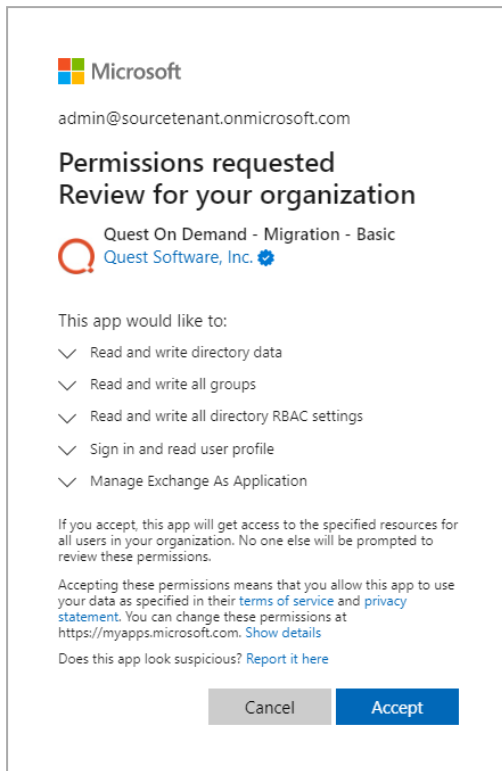 Microsoft
admin@sourcetenant.onmicrosoft.com
Permissions requested
Review for your organization
Quest On Demand - Migration - Basic
Quest Software, Inc.
This app would like to:
Read and write directory data
Read and write all groups
Read and write all directory RBAC settings
Sign in and read user profile
Manage Exchange As Application
If you accept, this app will get access to the specified resources for
all users in your organization. No one else will be prompted to
review these permissions.
Accepting these permissions means that you allow this app to use
your data as specified in their terms of service and privacy
statement. You can change these permissions at
https://myapps.microsoft.com. Show details
Does this app look suspicious? Report it here
Cancel Accept